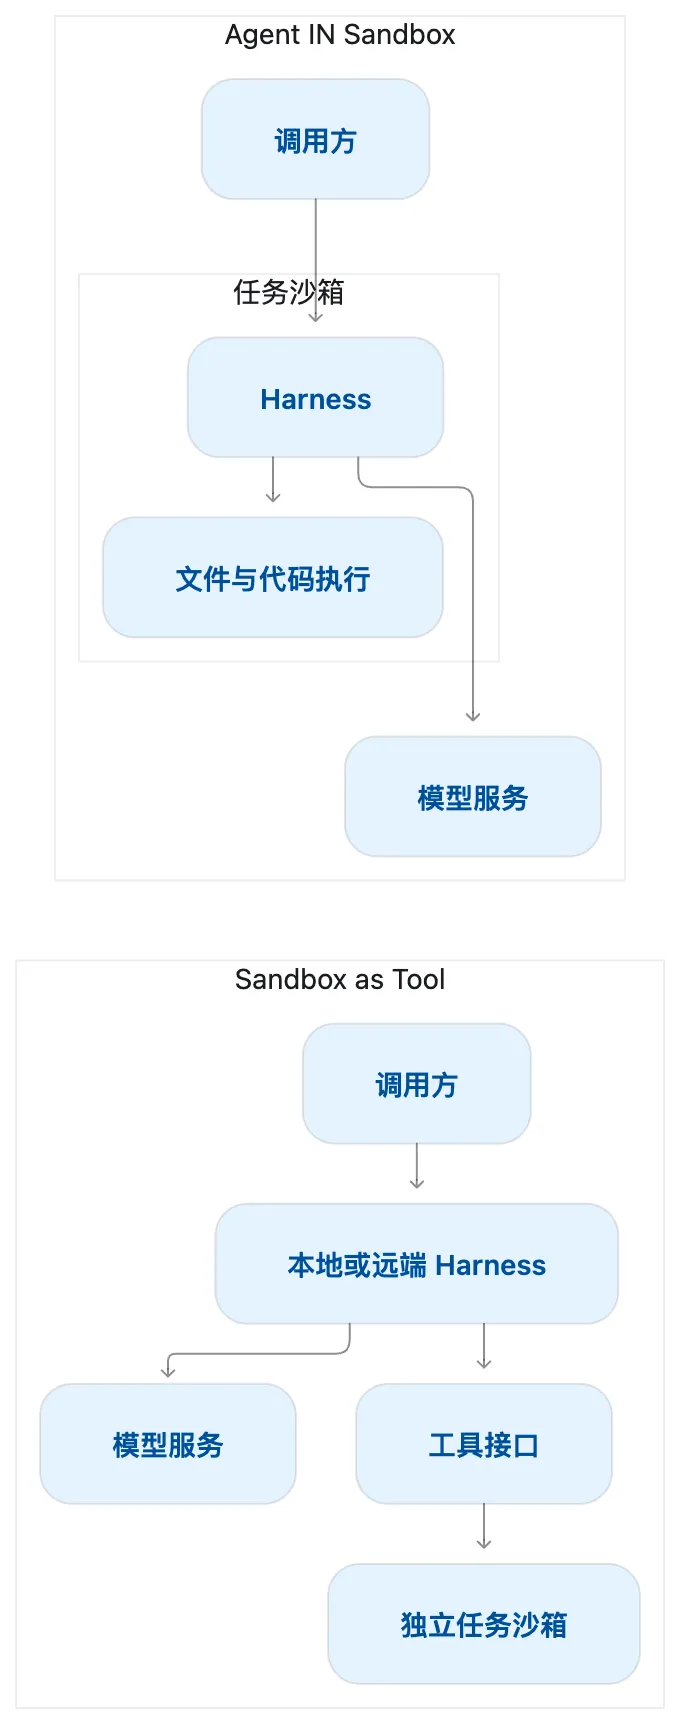 Agent IN Sandbox
调用方
任务沙箱
Harness
文件与代码执行
模型服务
Sandbox as Tool
调用方
本地或远端 Harness
模型服务
工具接口
独立任务沙箱